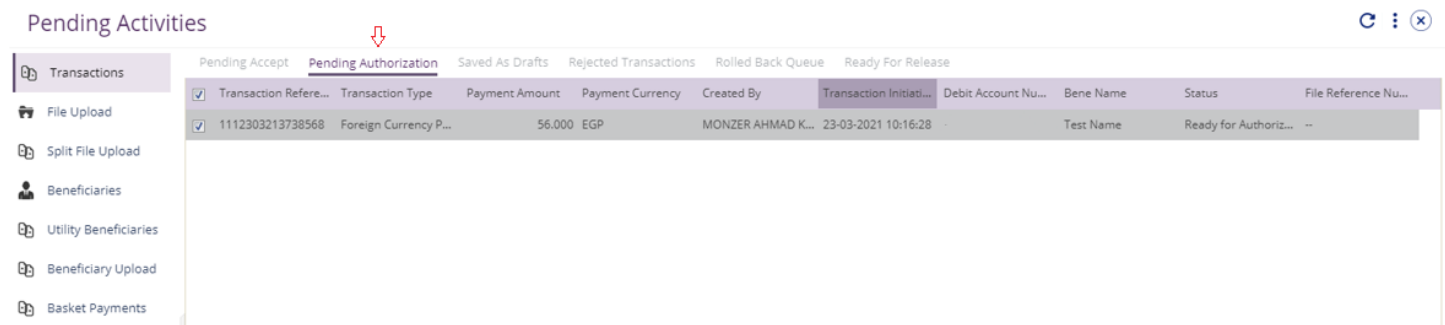 Pending Activities
Transactions
File Upload
Split File Upload
Beneficiaries
Utility Beneficiaries
Beneficiary Upload
Basket Payments
Pending Accept Pending Authorization Saved As Drafts Rejected Transactions Rolled Back Queue Ready For Release
Transaction Refere... Transaction Type Payment Amount Payment Currency Created By Transaction Initiati... Debit Account Nu... Bene Name Status File Reference Nu...
1112303213738568 Foreign Currency P... 56.000 EGP MONZER AHMAD K... 23-03-2021 10:16:28 - Test Name Ready for Authoriz... --